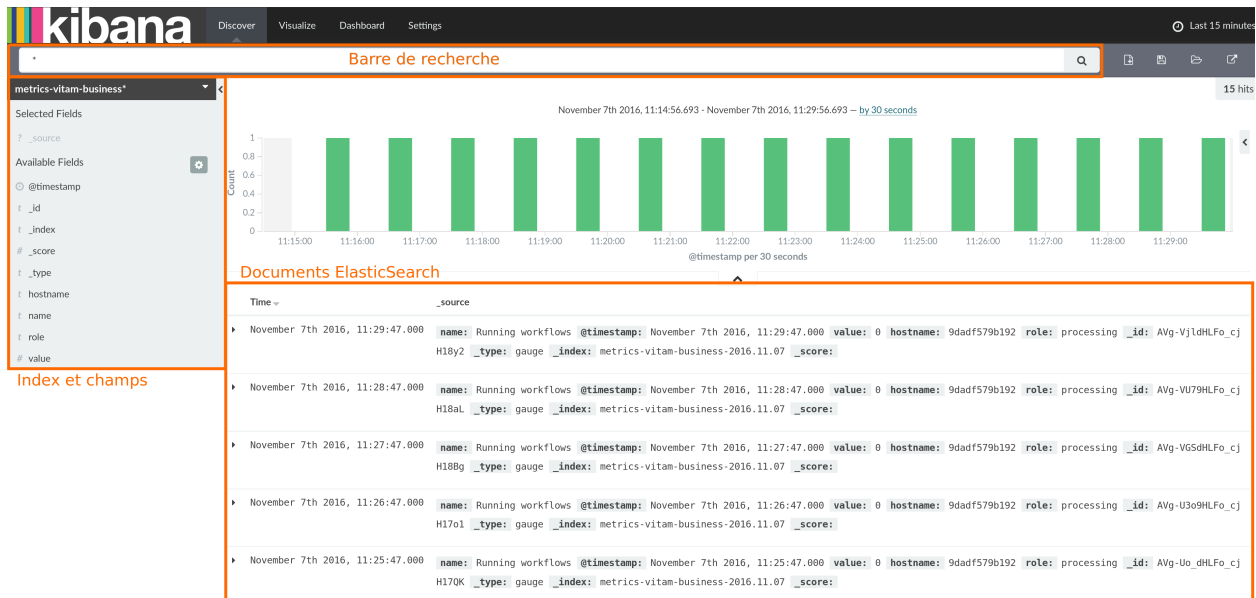 kibana Discover Visualize Dashboard Settings Last 15 minutes
* Barre de recherche
metrics-vitam-business* 15 hits
Selected Fields
? _source
Available Fields
@timestamp
t _id
t _index
# _score
t _type
t hostname
t name
t role
# value
Index et champs
November 7th 2016, 11:14:56.693 - November 7th 2016, 11:29:56.693 — by 30 seconds
Count
1
0.8
0.6
0.4
0.2
0
11:15:00 11:16:00 11:17:00 11:18:00 11:19:00 11:20:00 11:21:00 11:22:00 11:23:00 11:24:00 11:25:00 11:26:00 11:27:00 11:28:00 11:29:00
@timestamp per 30 seconds
Documents ElasticSearch
Time _source
November 7th 2016, 11:29:47.000 name: Running workflows @timestamp: November 7th 2016, 11:29:47.000 value: 0 hostname: 9dadf579b192 role: processing _id: AVg-VjldHLFo_cj
H18y2 _type: gauge _index: metrics-vitam-business-2016.11.07 _score:
November 7th 2016, 11:28:47.000 name: Running workflows @timestamp: November 7th 2016, 11:28:47.000 value: 0 hostname: 9dadf579b192 role: processing _id: AVg-VU79HLFo_cj
H18aL _type: gauge _index: metrics-vitam-business-2016.11.07 _score:
November 7th 2016, 11:27:47.000 name: Running workflows @timestamp: November 7th 2016, 11:27:47.000 value: 0 hostname: 9dadf579b192 role: processing _id: AVg-VGSdHLFo_cj
H18Bg _type: gauge _index: metrics-vitam-business-2016.11.07 _score:
November 7th 2016, 11:26:47.000 name: Running workflows @timestamp: November 7th 2016, 11:26:47.000 value: 0 hostname: 9dadf579b192 role: processing _id: AVg-U3o9HLFo_cj
H17o1 _type: gauge _index: metrics-vitam-business-2016.11.07 _score:
November 7th 2016, 11:25:47.000 name: Running workflows @timestamp: November 7th 2016, 11:25:47.000 value: 0 hostname: 9dadf579b192 role: processing _id: AVg-Uo_dHLFo_cj
H17QK _type: gauge _index: metrics-vitam-business-2016.11.07 _score: